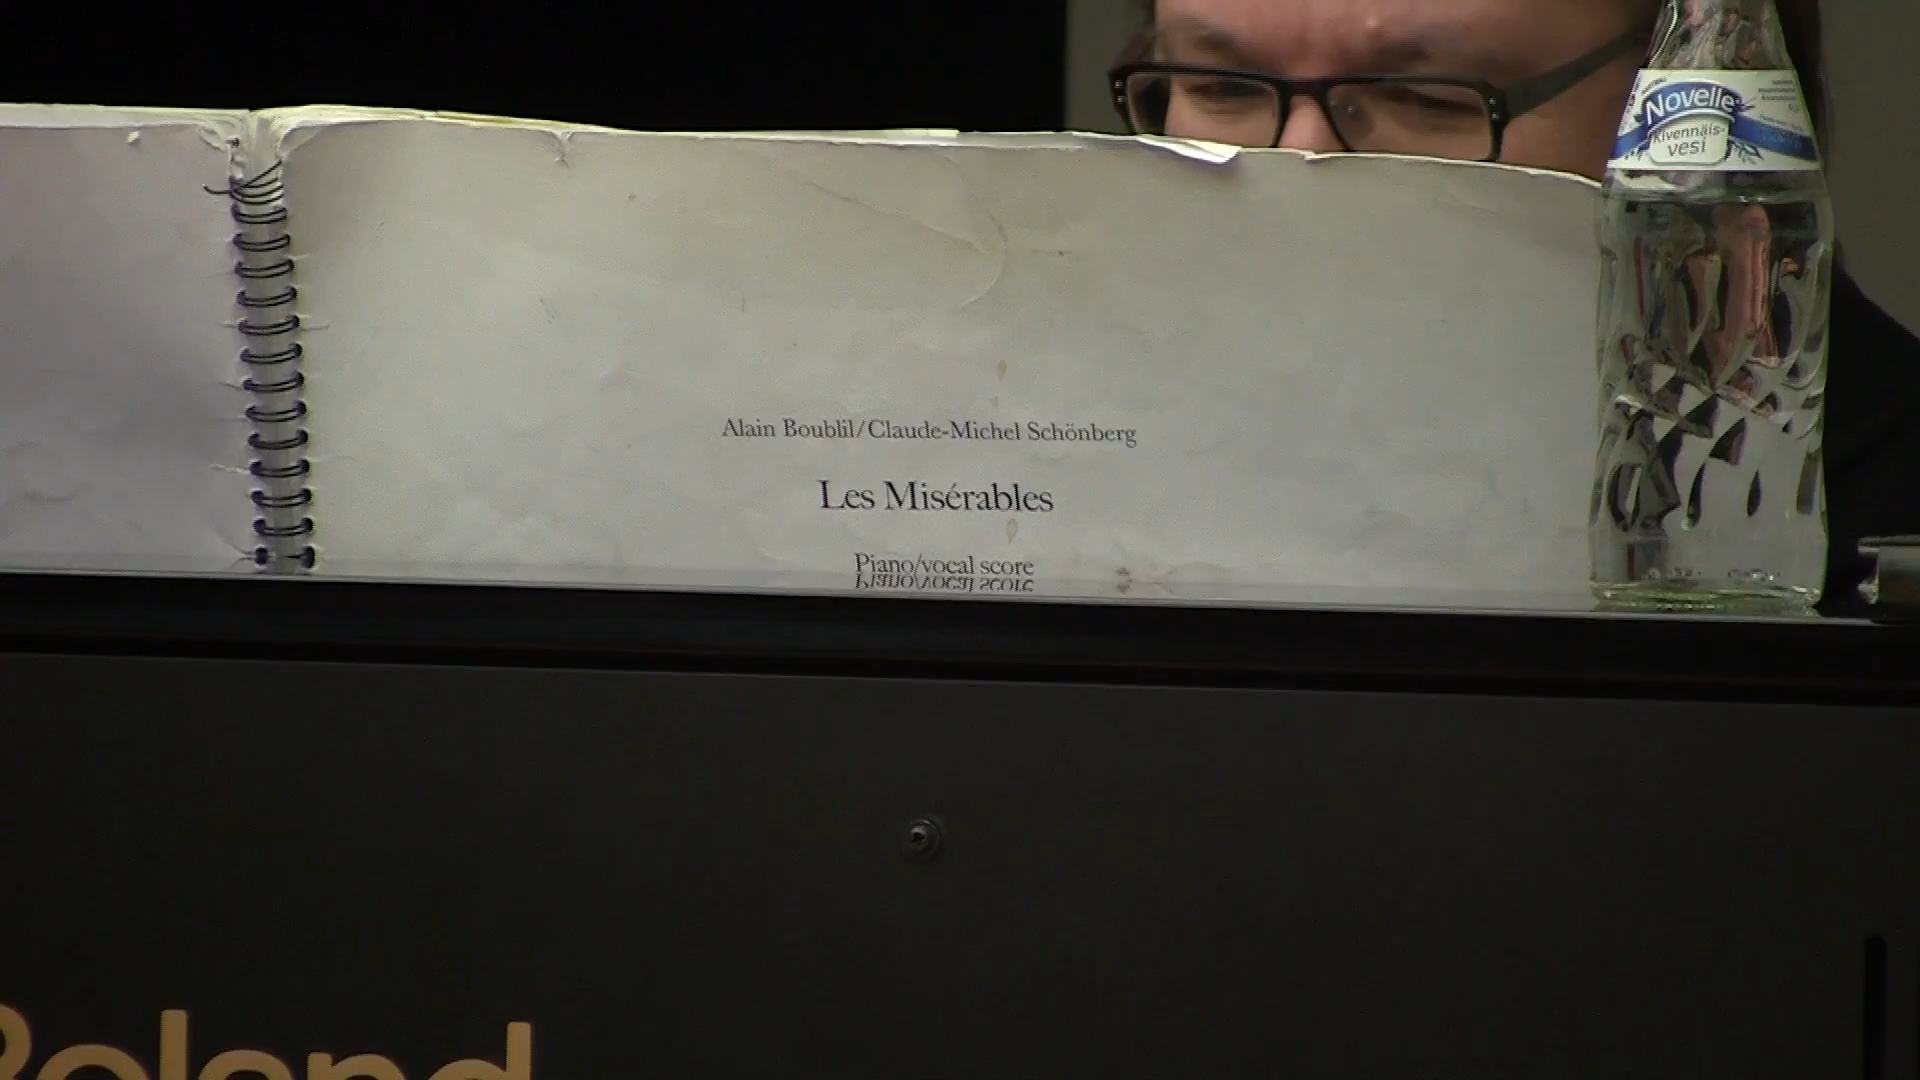 Novelle
Kivennäis-
vesi
Alain Boublil/Claude-Michel Schönberg
Les Misérables
Piano/vocal score
Roland